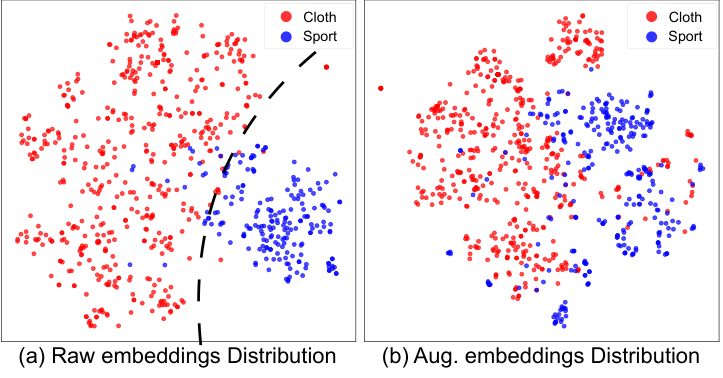 Cloth
Sport
Cloth
Sport
(a) Raw embeddings Distribution
(b) Aug. embeddings Distribution